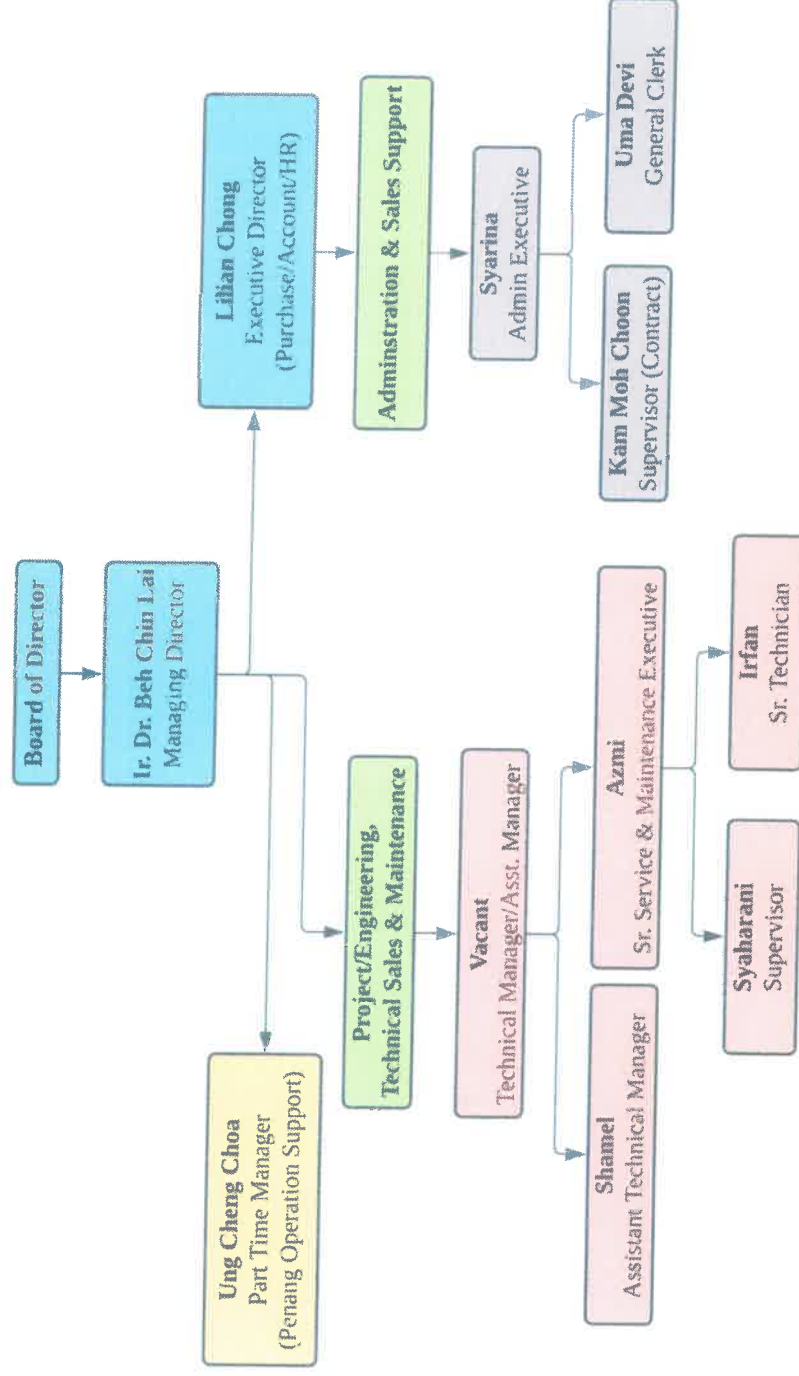 Board of Director
Ir. Dr. Beh Chin Lai
Managing Director
Ung Cheng Choa
Part Time Manager
(Penang Operation Support)
Lilian Chong
Executive Director
(Purchase/Account/HR)
Project/Engineering,
Technical Sales & Maintenance
Adminstration & Sales Support
Vacant
Technical Manager/Asst. Manager
Syarina
Admin Executive
Shamel
Assistant Technical Manager
Azmi
Sr. Service & Maintenance Executive
Kam Moh Choon
Supervisor (Contract)
Uma Devi
General Clerk
Syaharani
Supervisor
Irfan
Sr. Technician